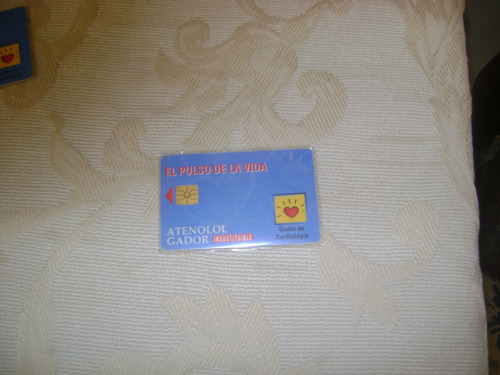 EL PULSO DE LA VIDA
ATENOLOL
GADOR INSUSTITUIBLE
Gador en
Cardiología